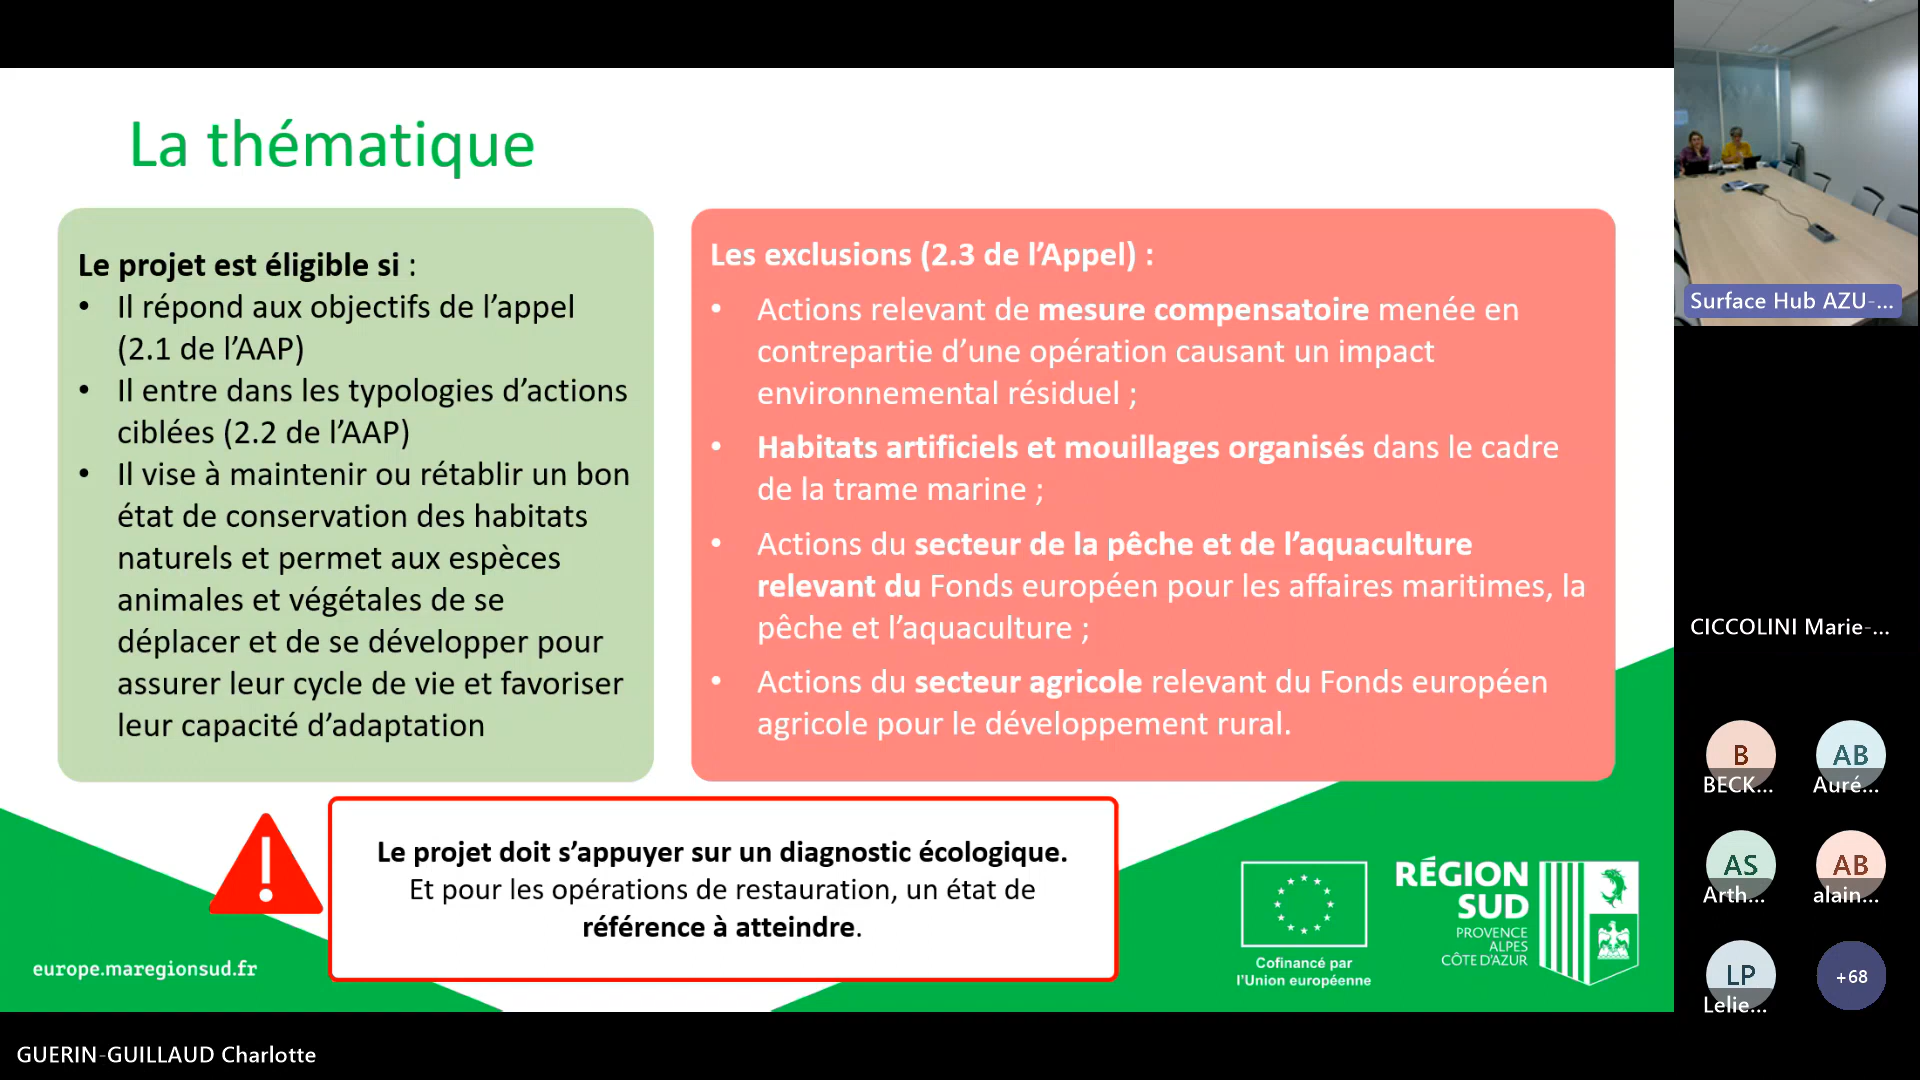 La thématique
Le projet est éligible si :
• Il répond aux objectifs de l’appel
(2.1 de l’AAP)
• Il entre dans les typologies d’actions
ciblées (2.2 de l’AAP)
• Il vise à maintenir ou rétablir un bon
état de conservation des habitats
naturels et permet aux espèces
animales et végétales de se
déplacer et de se développer pour
assurer leur cycle de vie et favoriser
leur capacité d’adaptation
Les exclusions (2.3 de l’Appel) :
• Actions relevant de mesure compensatoire menée en
contrepartie d’une opération causant un impact
environnemental résiduel ;
• Habitats artificiels et mouillages organisés dans le cadre
de la trame marine ;
• Actions du secteur de la pêche et de l’aquaculture
relevant du Fonds européen pour les affaires maritimes, la
pêche et l’aquaculture ;
• Actions du secteur agricole relevant du Fonds européen
agricole pour le développement rural.
Le projet doit s’appuyer sur un diagnostic écologique.
Et pour les opérations de restauration, un état de
référence à atteindre.
europe.maregionsud.fr
Cofinancé par
l’Union européenne
RÉGION
SUD
PROVENCE
ALPES
CÔTE D’AZUR
Surface Hub AZU-...
CICCOLINI Marie-...
B
BECK...
AB
Auré...
AS
Arth...
AB
alain...
LP
Lelie...
+68
GUERIN-GUILLAUD Charlotte